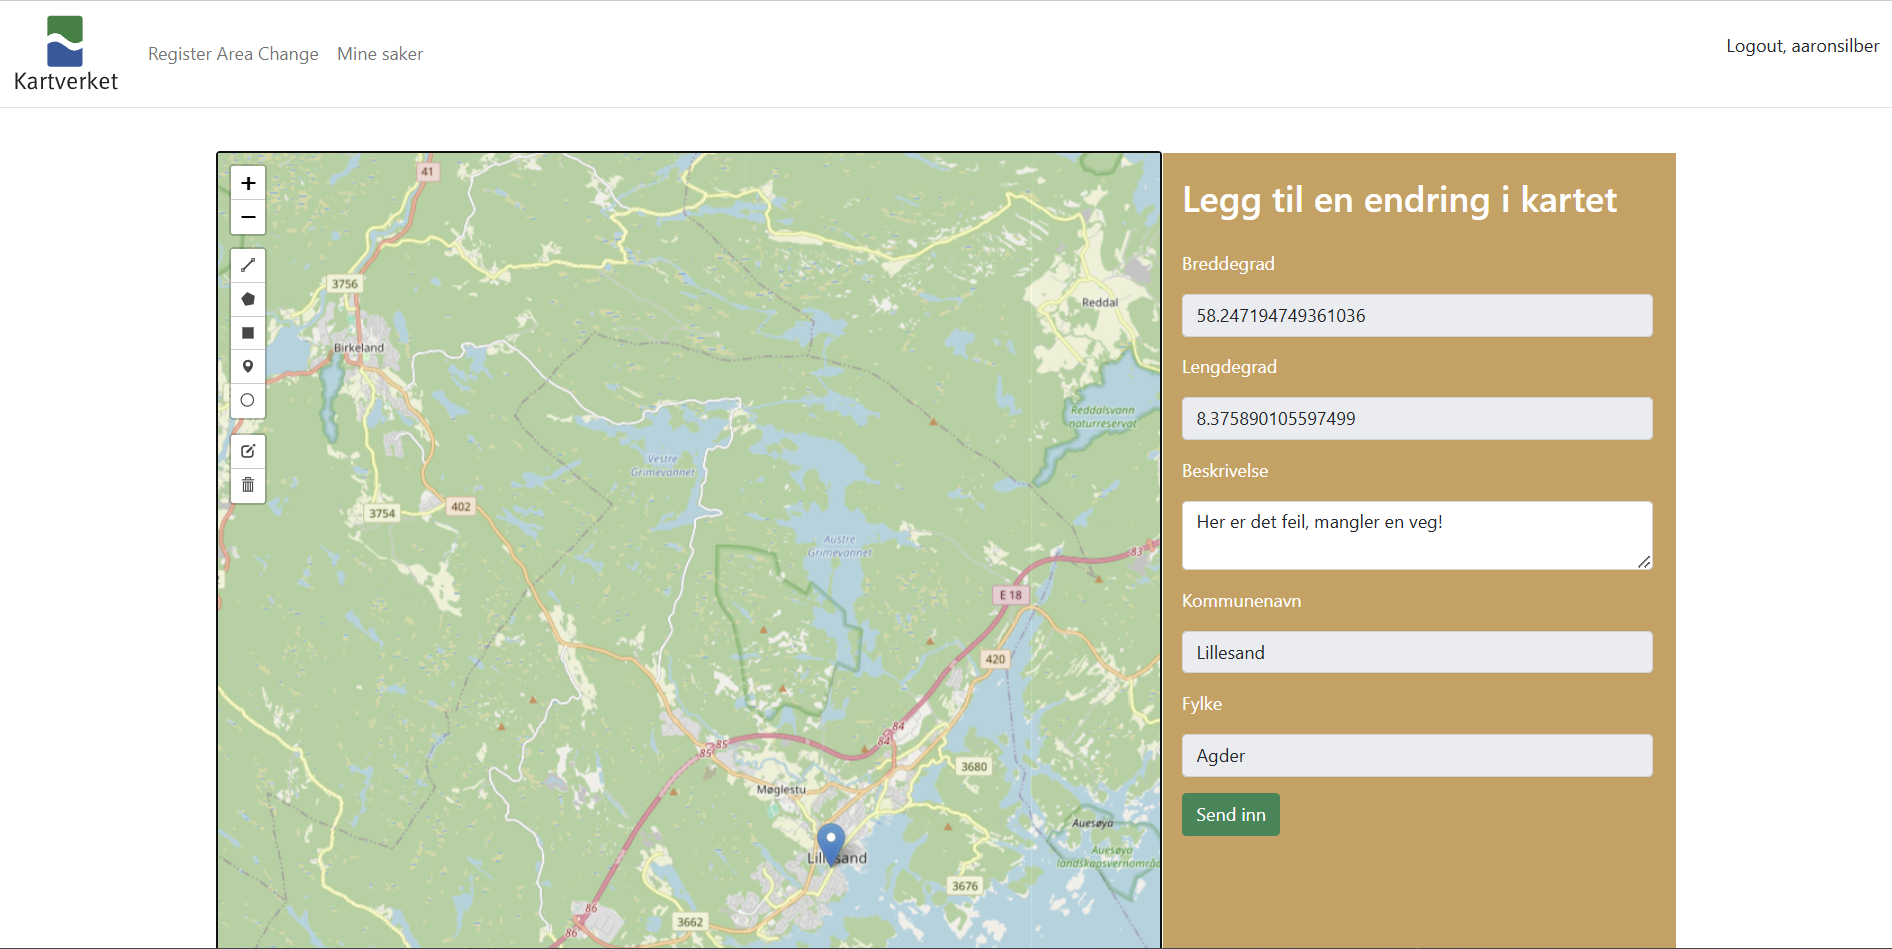 Kartverket
Register Area Change
Mine saker
Logout, aaronsilber
+
−
41
3756
Birkeland
Reddal
Reddalsvann
naturreservat
Vestre
Grimevannet
3754
402
Austre
Grimevannet
83
E 18
420
84
84
85
85
3680
Møglestu
Auesøya
Auesøya
landskapsvernområde
Lillesand
3676
86
86
3662
Legg til en endring i kartet
Breddegrad
58.247194749361036
Lengdegrad
8.375890105597499
Beskrivelse
Her er det feil, mangler en veg!
Kommunenavn
Lillesand
Fylke
Agder
Send inn